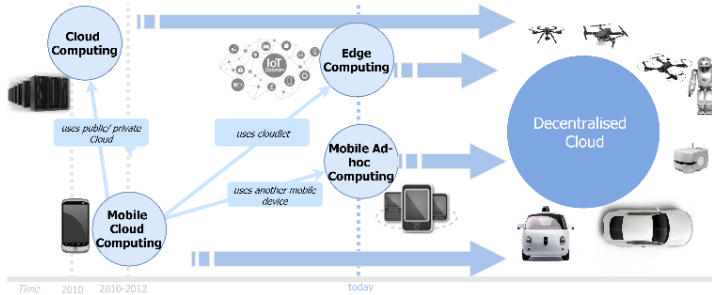 Cloud
Computing
IoT
Edge
Computing
uses public/ private
Cloud
uses cloudlet
Decentralised
Cloud
Mobile Ad-
hoc
Computing
uses another mobile
device
Mobile
Cloud
Computing
Time
2010
2010-2012
today